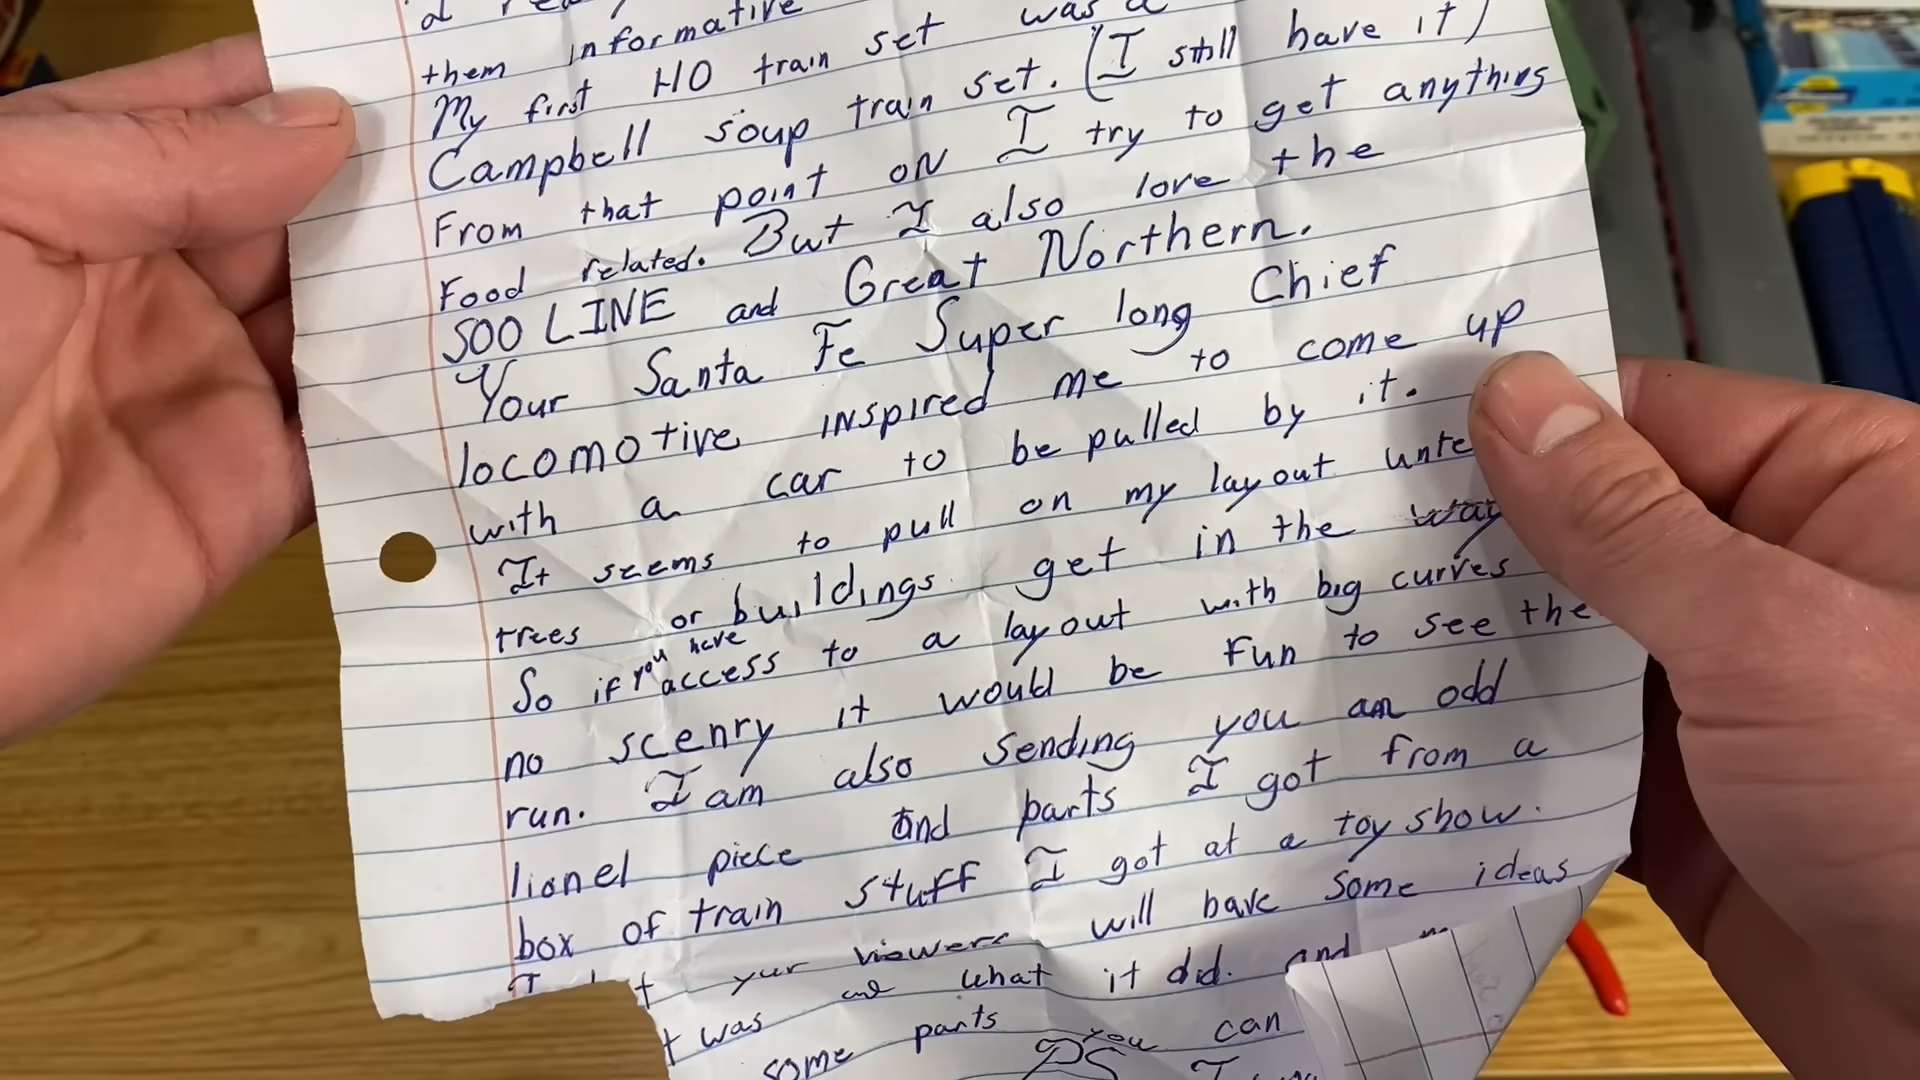 them informative
My first HO train set was a
Campbell soup train set. (I still have it)
From that point on I try to get anything
Food related. But I also love the
SOO LINE and Great Northern.
Your Santa Fe Super long Chief
locomotive inspired me to come up
with a car to be pulled by it.
It seems to pull on my layout
trees or buildings get in the way
So if you have access to a layout with big curves
no scenry it would be fun to see the
run. I am also sending you an odd
lionel piece and parts I got from a
box of train stuff I got at a toy show.
your viewers will have some ideas
was and what it did. and
some parts you can